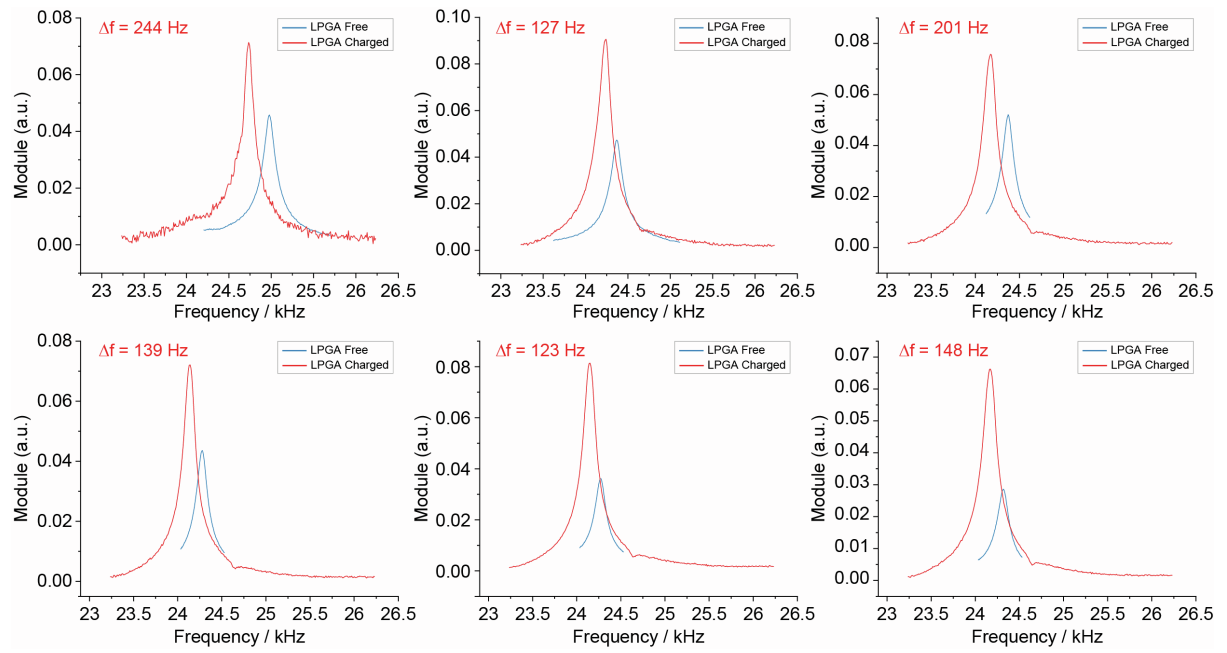 Δf = 244 Hz
LPGA Free
LPGA Charged
0.08
0.06
0.04
0.02
0.00
Module (a.u.)
23 23.5 24 24.5 25 25.5 26 26.5
Frequency / kHz
Δf = 127 Hz
LPGA Free
LPGA Charged
0.10
0.08
0.06
0.04
0.02
0.00
Module (a.u.)
23 23.5 24 24.5 25 25.5 26 26.5
Frequency / kHz
Δf = 201 Hz
LPGA Free
LPGA Charged
0.08
0.06
0.04
0.02
0.00
Module (a.u.)
23 23.5 24 24.5 25 25.5 26 26.5
Frequency / kHz
Δf = 139 Hz
LPGA Free
LPGA Charged
0.08
0.06
0.04
0.02
0.00
Module (a.u.)
23 23.5 24 24.5 25 25.5 26 26.5
Frequency / kHz
Δf = 123 Hz
LPGA Free
LPGA Charged
0.08
0.06
0.04
0.02
0.00
Module (a.u.)
23 23.5 24 24.5 25 25.5 26 26.5
Frequency / kHz
Δf = 148 Hz
LPGA Free
LPGA Charged
0.07
0.06
0.05
0.04
0.03
0.02
0.01
0.00
Module (a.u.)
23 23.5 24 24.5 25 25.5 26 26.5
Frequency / kHz